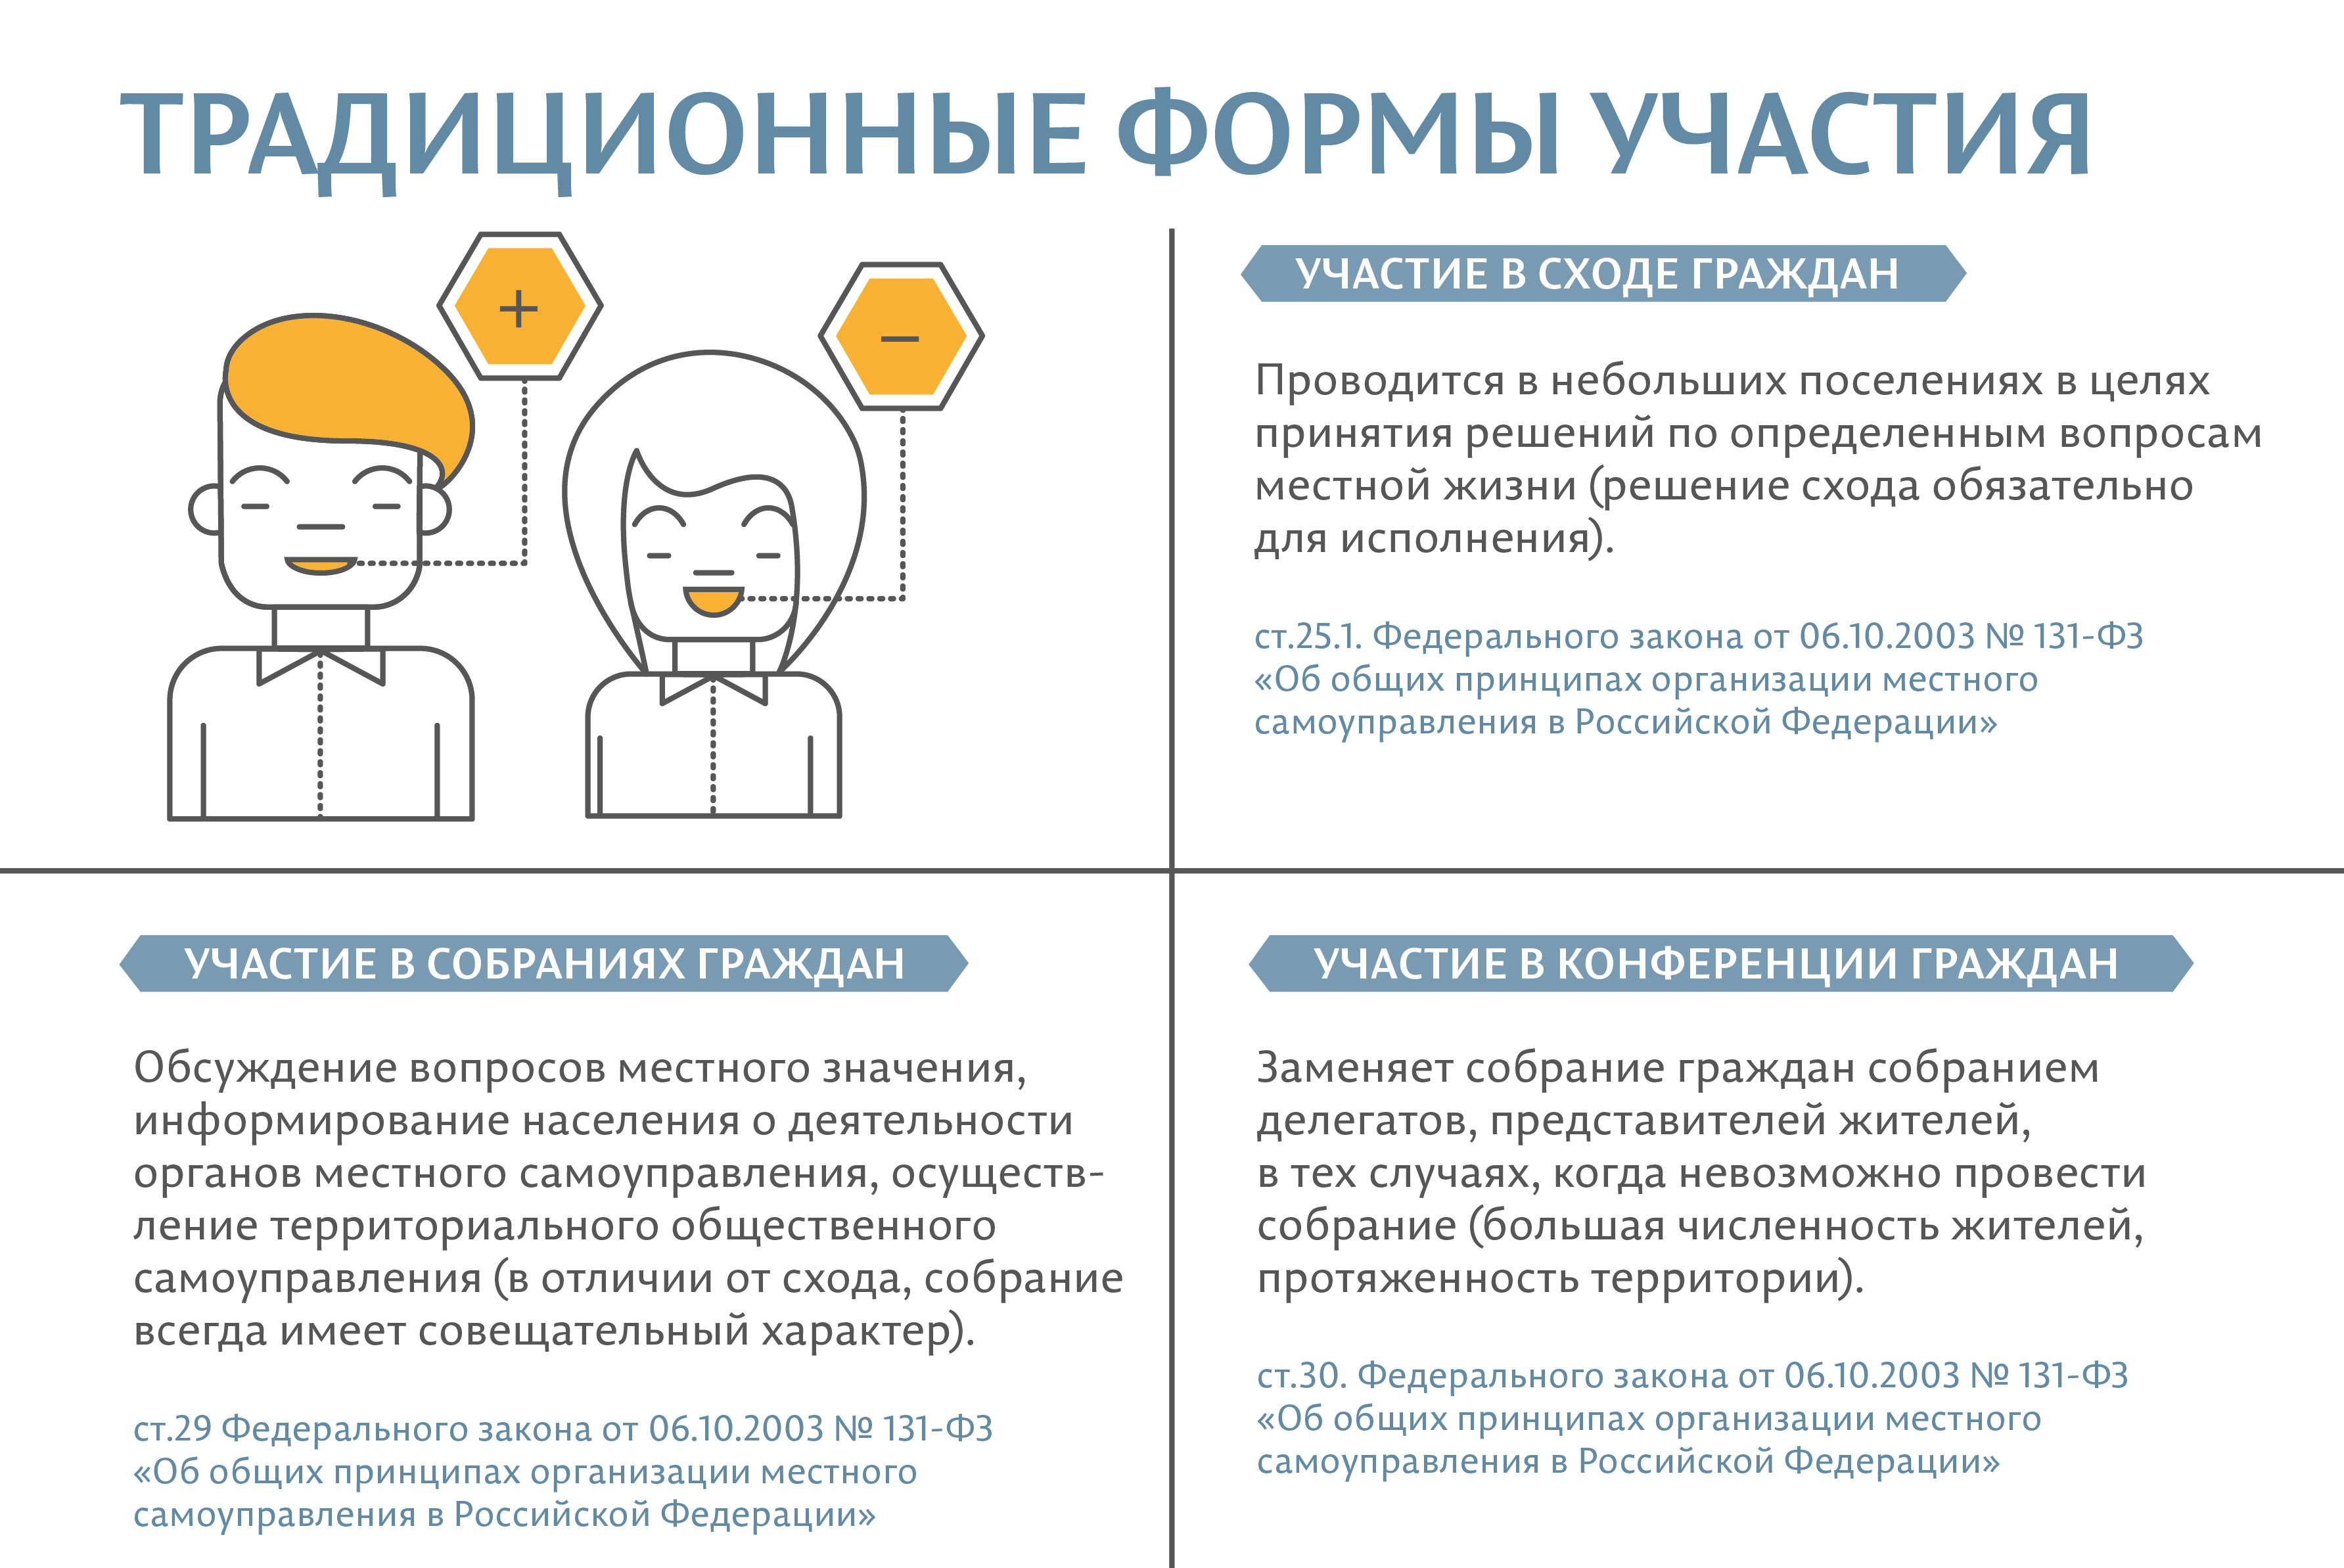 ТРАДИЦИОННЫЕ ФОРМЫ УЧАСТИЯ
+
–
УЧАСТИЕ В СХОДЕ ГРАЖДАН
Проводится в небольших поселениях в целях
принятия решений по определенным вопросам
местной жизни (решение схода обязательно
для исполнения).
ст.25.1. Федерального закона от 06.10.2003 № 131-ФЗ
«Об общих принципах организации местного
самоуправления в Российской Федерации»
УЧАСТИЕ В СОБРАНИЯХ ГРАЖДАН
Обсуждение вопросов местного значения,
информирование населения о деятельности
органов местного самоуправления, осуществ-
ление территориального общественного
самоуправления (в отличии от схода, собрание
всегда имеет совещательный характер).
ст.29 Федерального закона от 06.10.2003 № 131-ФЗ
«Об общих принципах организации местного
самоуправления в Российской Федерации»
УЧАСТИЕ В КОНФЕРЕНЦИИ ГРАЖДАН
Заменяет собрание граждан собранием
делегатов, представителей жителей,
в тех случаях, когда невозможно провести
собрание (большая численность жителей,
протяженность территории).
ст.30. Федерального закона от 06.10.2003 № 131-ФЗ
«Об общих принципах организации местного
самоуправления в Российской Федерации»